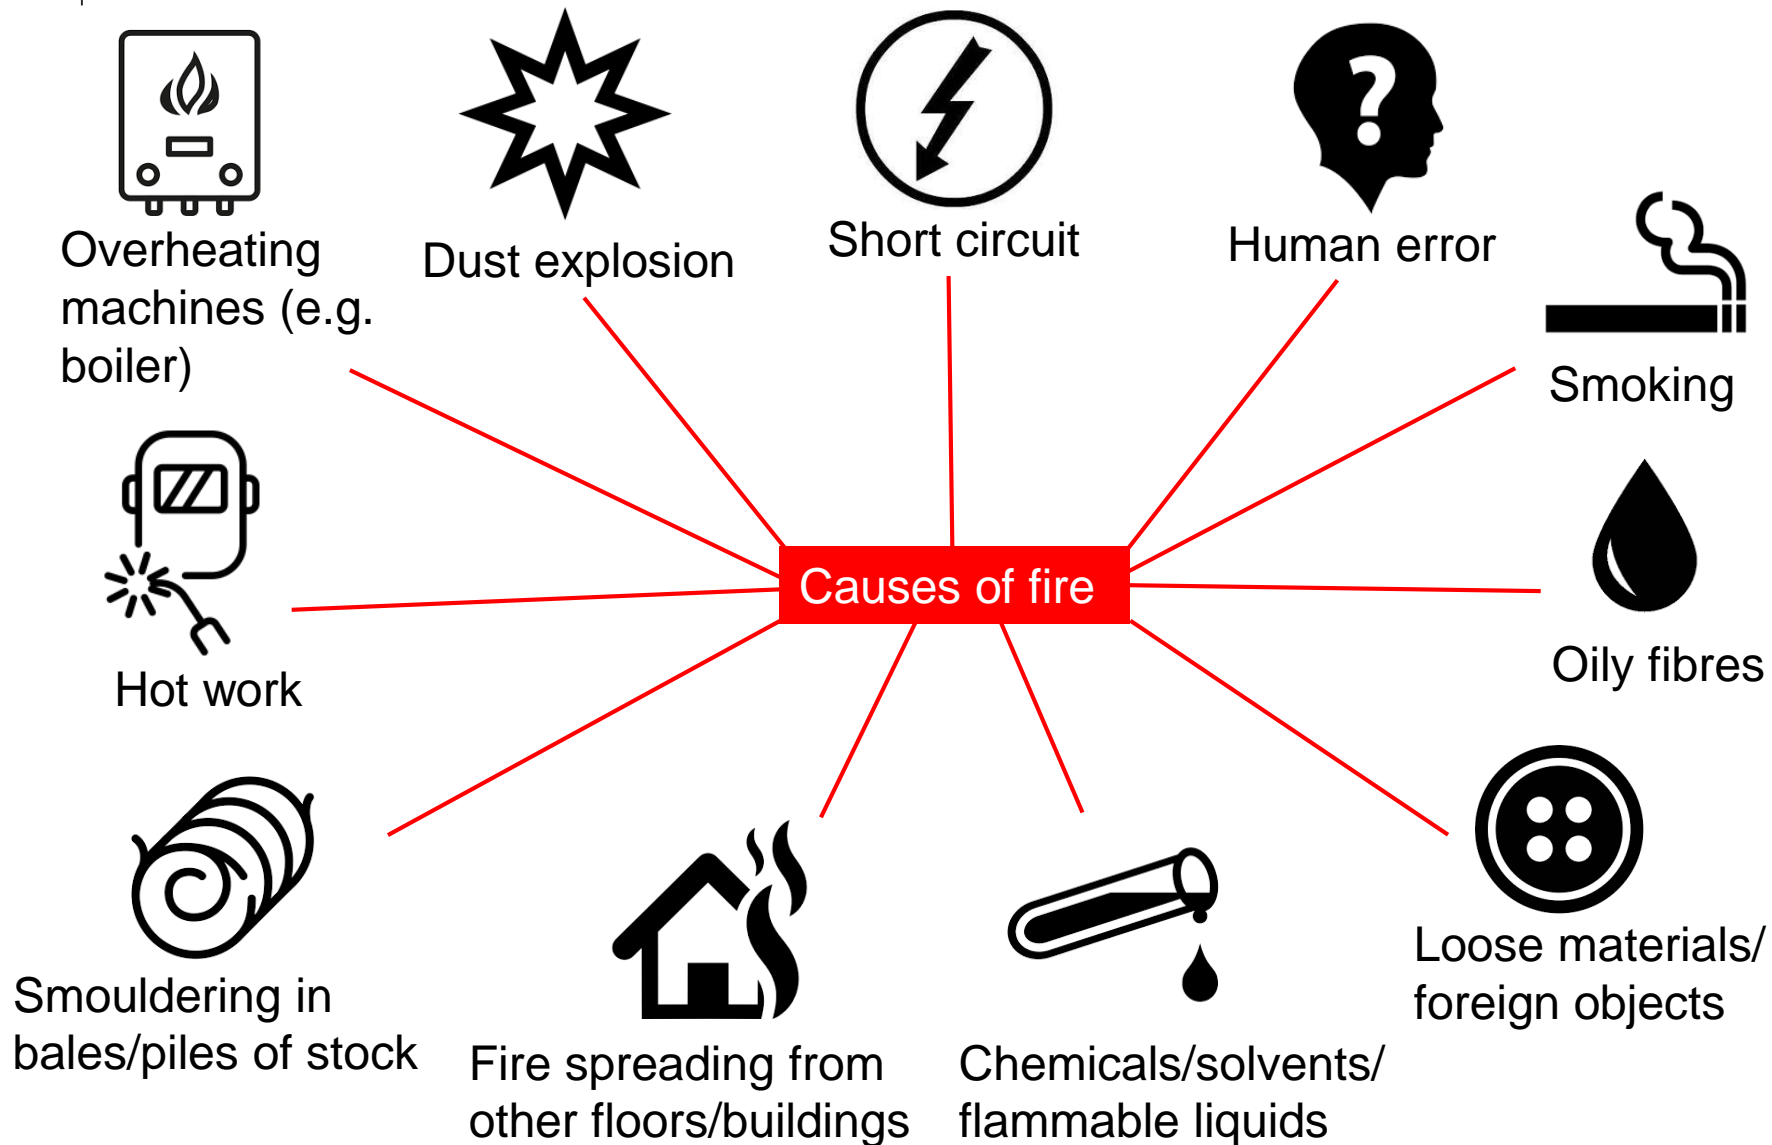 Overheating
machines (e.g.
boiler)
Dust explosion
Short circuit
Human error
Smoking
Causes of fire
Hot work
Oily fibres
Smouldering in
bales/piles of stock
Fire spreading from
other floors/buildings
Chemicals/solvents/
flammable liquids
Loose materials/
foreign objects